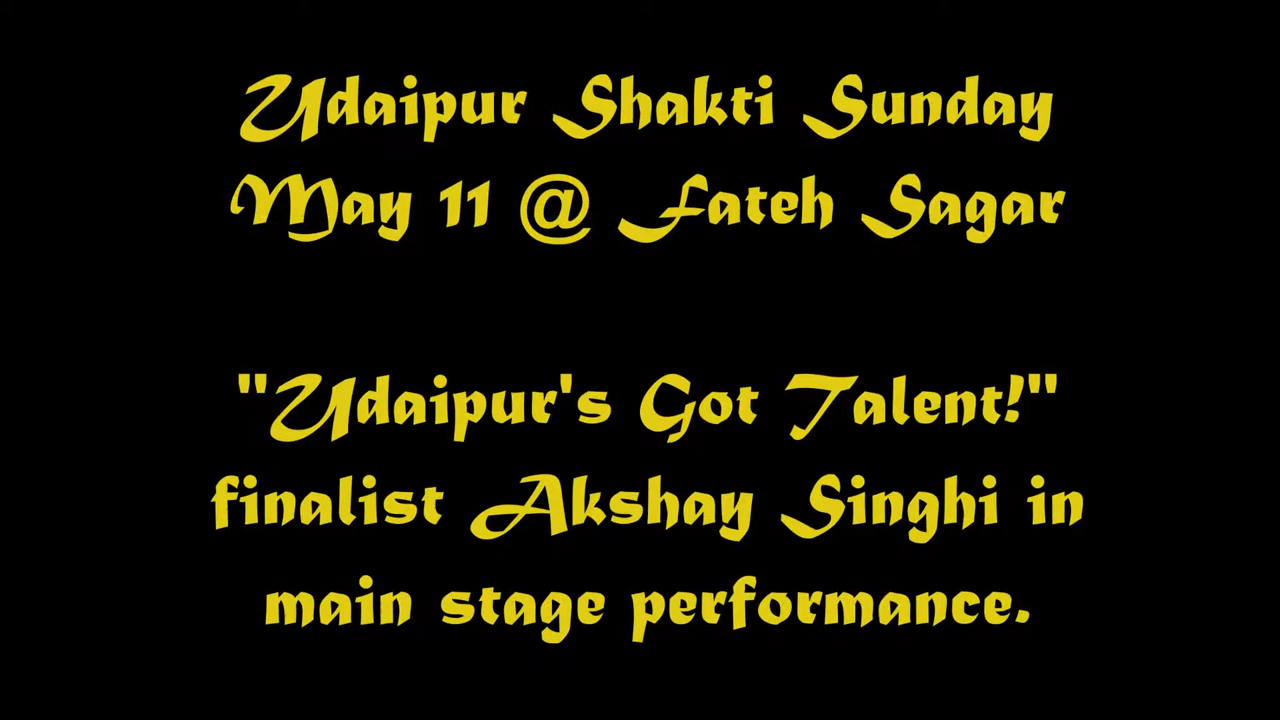 Udaipur Shakti Sunday
May 11 @ Fateh Sagar
"Udaipur's Got Talent!"
finalist Akshay Singhi in
main stage performance.